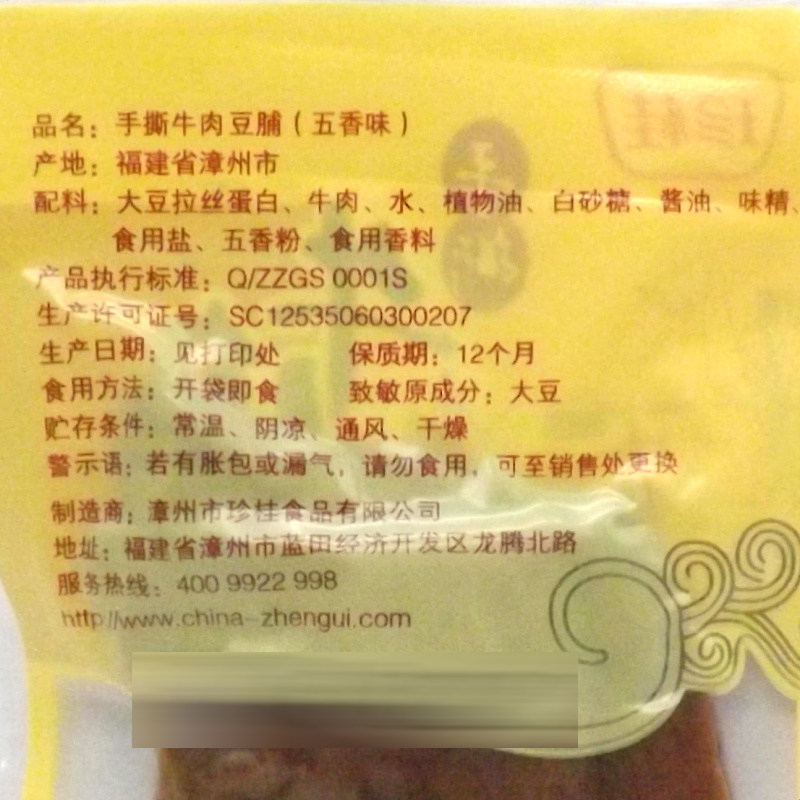 品名：手撕牛肉豆脯（五香味）
产地：福建省漳州市
配料：大豆拉丝蛋白、牛肉、水、植物油、白砂糖、酱油、味精、
食用盐、五香粉、食用香料
产品执行标准：Q/ZZGS 0001S
生产许可证号：SC12535060300207
生产日期：见打印处 保质期：12个月
食用方法：开袋即食 致敏原成分：大豆
贮存条件：常温、阴凉、通风、干燥
警示语：若有胀包或漏气，请勿食用，可至销售处更换
制造商：漳州市珍桂食品有限公司
地址：福建省漳州市蓝田经济开发区龙腾北路
服务热线：400 9922 998
http//www.china-zhengui.com